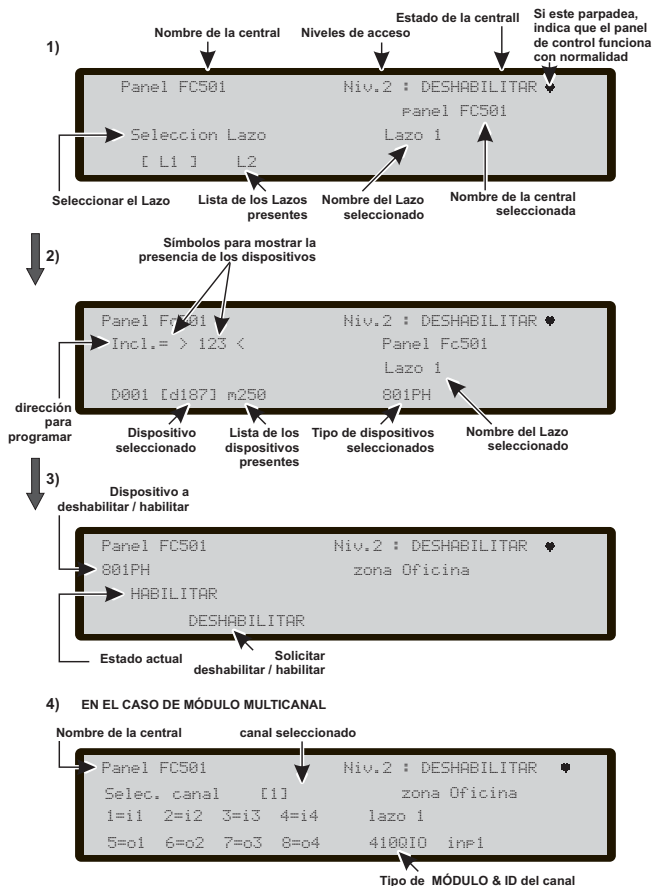 1)
Nombre de la central
Niveles de acceso
Estado de la centrall
Si este parpadea,
indica que el panel
de control funciona
con normalidad
Panel FC501 Niv.2 : DESHABILITAR ♥
Panel FC501
Seleccion Lazo Lazo 1
[ L1 ] L2
Seleccionar el Lazo
Lista de los Lazos
presentes
Nombre del Lazo
seleccionado
Nombre de la central
seleccionada
2)
Símbolos para mostrar la
presencia de los dispositivos
Panel Fc501 Niv.2 : DESHABILITAR ♥
Incl.= > 123 < Panel Fc501
Lazo 1
D001 [d187] m250 801PH
dirección
para
programar
Dispositivo
seleccionado
Lista de los
dispositivos
presentes
Tipo de dispositivos
seleccionados
Nombre del Lazo
seleccionado
3)
Dispositivo a
deshabilitar / habilitar
Panel FC501 Niv.2 : DESHABILITAR ♥
801PH zona Oficina
HABILITAR
DESHABILITAR
Estado actual
Solicitar
deshabilitar / habilitar
4) EN EL CASO DE MÓDULO MULTICANAL
Nombre de la central
canal seleccionado
Panel FC501 Niv.2 : DESHABILITAR ♥
Selec. canal [1] zona Oficina
1=i1 2=i2 3=i3 4=i4 lazo 1
5=o1 6=o2 7=o3 8=o4 410QIO inp1
Tipo de MÓDULO & ID del canal